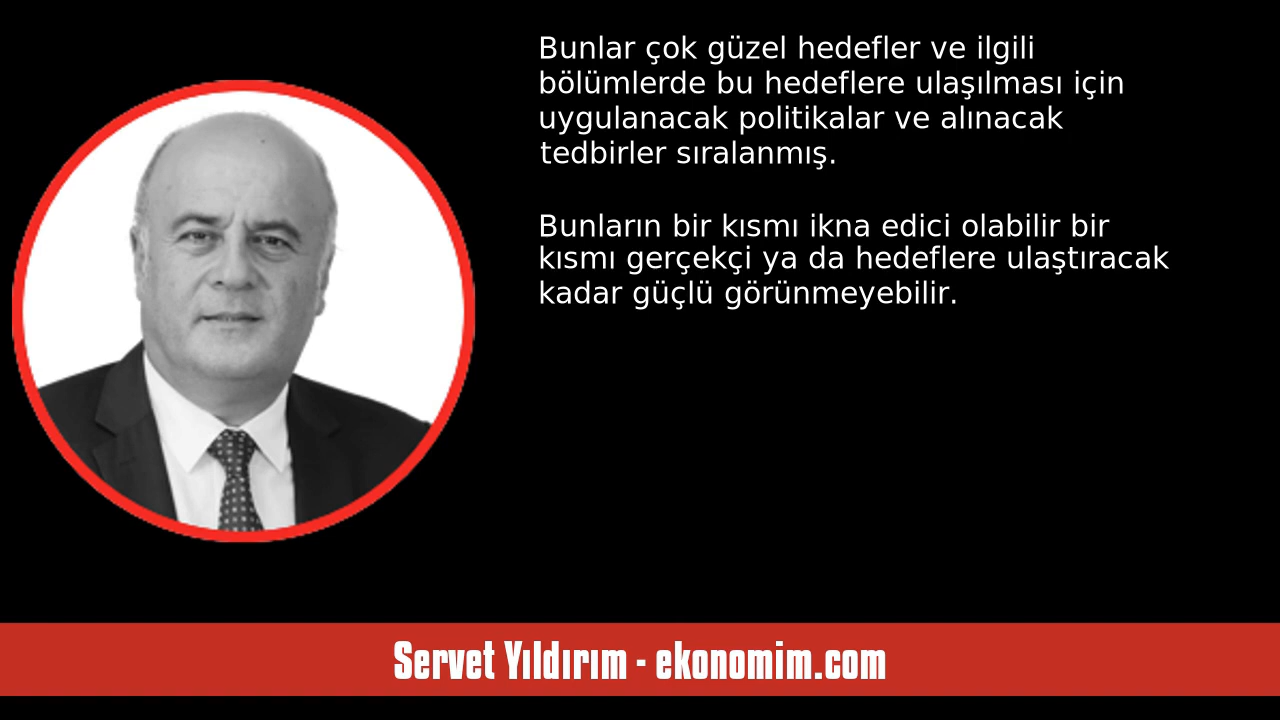 Bunlar çok güzel hedefler ve ilgili
bölümlerde bu hedeflere ulaşılması için
uygulanacak politikalar ve alınacak
tedbirler sıralanmış.
Bunların bir kısmı ikna edici olabilir bir
kısmı gerçekçi ya da hedeflere ulaştıracak
kadar güçlü görünmeyebilir.
Servet Yıldırım - ekonomim.com